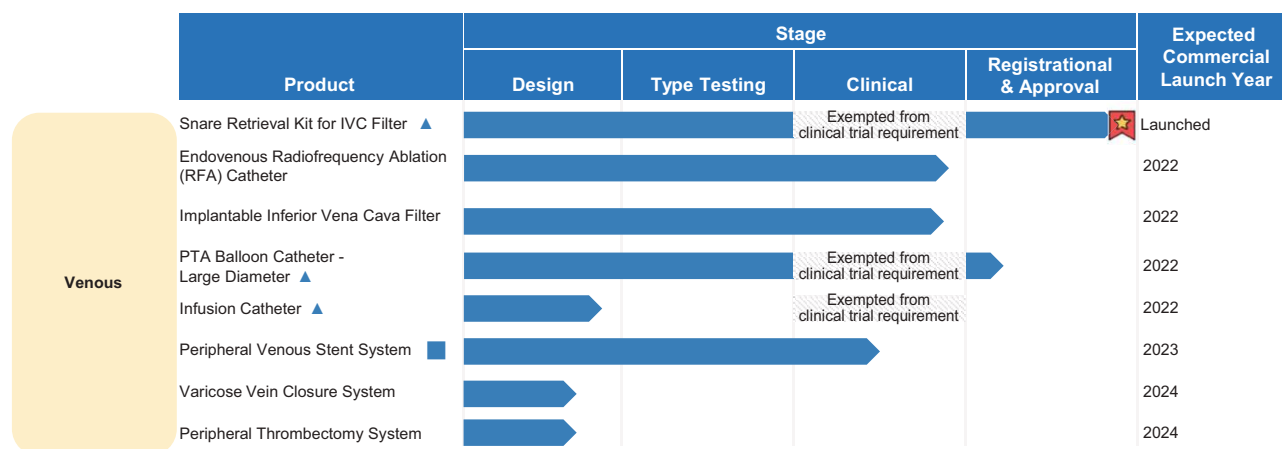 Stage
Expected
Commercial
Launch Year
Product
Design
Type Testing
Clinical
Registrational
& Approval
Venous
Snare Retrieval Kit for IVC Filter ▲
Exempted from
clinical trial requirement
Launched
Endovenous Radiofrequency Ablation
(RFA) Catheter
2022
Implantable Inferior Vena Cava Filter
2022
PTA Balloon Catheter -
Large Diameter ▲
Exempted from
clinical trial requirement
2022
Infusion Catheter ▲
Exempted from
clinical trial requirement
2022
Peripheral Venous Stent System
2023
Varicose Vein Closure System
2024
Peripheral Thrombectomy System
2024